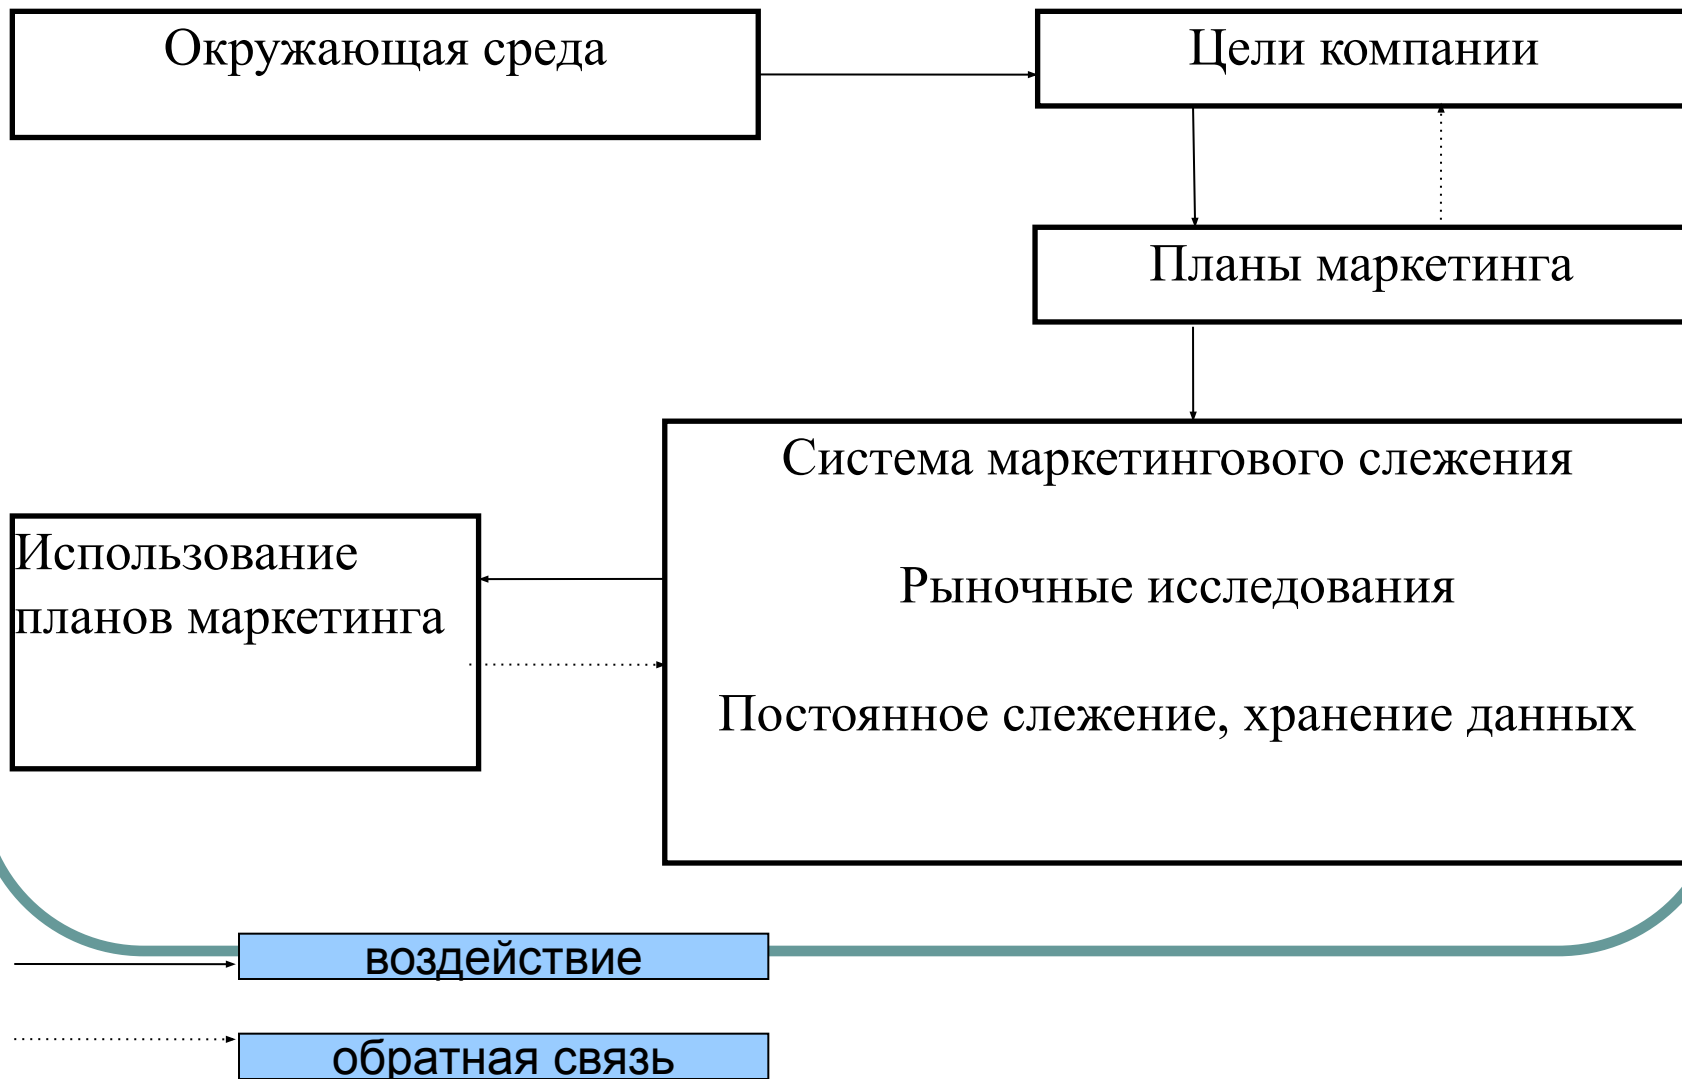 Окружающая среда
Цели компании
Планы маркетинга
Система маркетингового слежения
Рыночные исследования
Постоянное слежение, хранение данных
Использование
планов маркетинга
воздействие
обратная связь